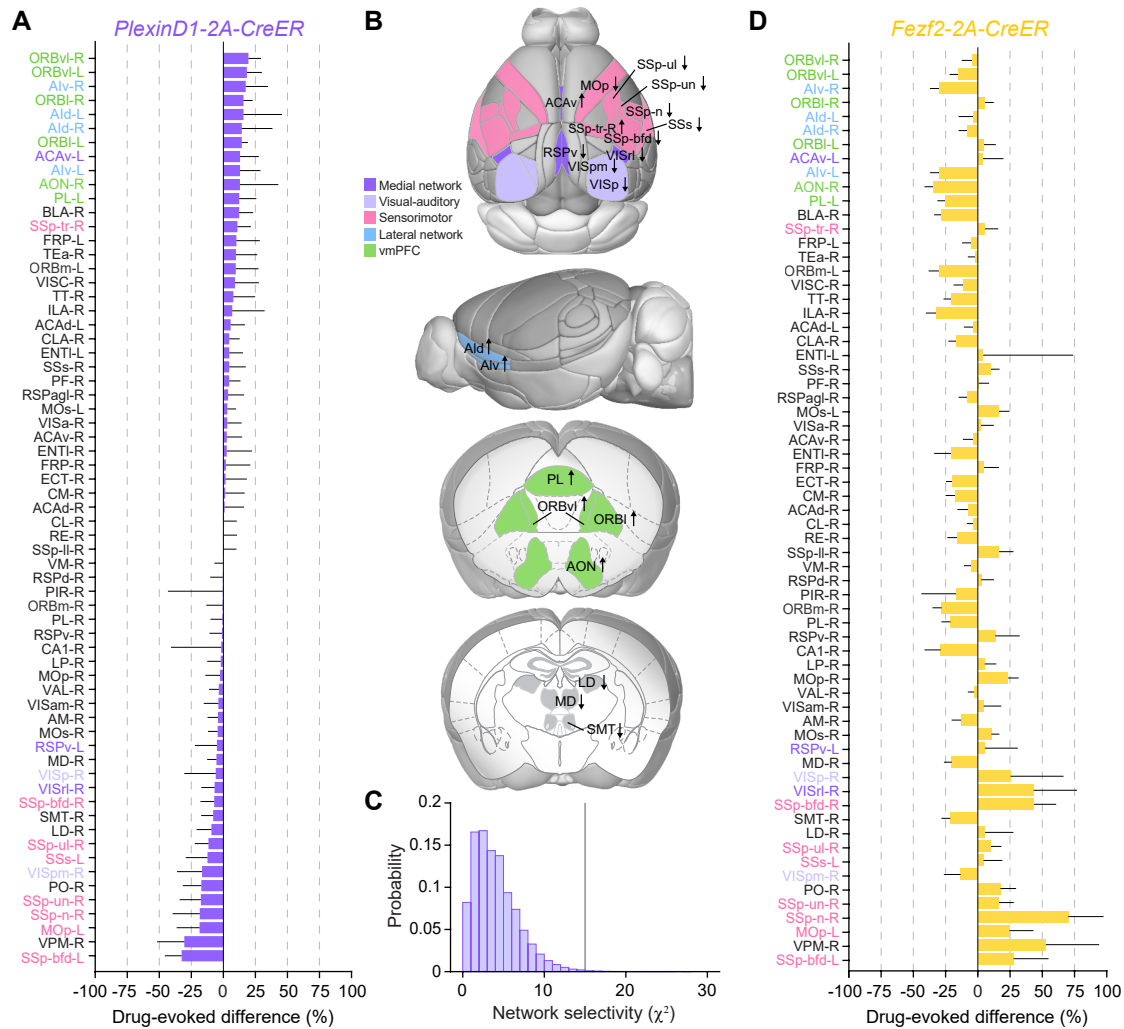 A
PlexinD1-2A-CreER
ORBvl-R
ORBvl-L
AIv-R
ORBl-R
AId-L
AId-R
ORBl-L
ACAv-L
AIv-L
AON-R
PL-L
BLA-R
SSp-tr-R
FRP-L
TEa-R
ORBm-L
VISC-R
TT-R
ILA-R
ACAd-L
CLA-R
ENTl-L
SSs-R
PF-R
RSPagl-R
MOs-L
VISa-R
ACAv-R
ENTl-R
FRP-R
ECT-R
CM-R
ACAd-R
CL-R
RE-R
SSp-ll-R
VM-R
RSPd-R
PIR-R
ORBm-R
PL-R
RSPv-R
CA1-R
LP-R
MOp-R
VAL-R
VISam-R
AM-R
MOs-R
RSPv-L
MD-R
VISp-R
VISrl-R
SSp-bfd-R
SMT-R
LD-R
SSp-ul-R
SSs-L
VISpm-R
PO-R
SSp-un-R
SSp-n-R
MOp-L
VPM-R
SSp-bfd-L
-100 -75 -50 -25 0 25 50 75 100
Drug-evoked difference (%)
B
SSp-ul ↓
MOp ↓
SSp-un ↓
ACAv ↑
SSp-n ↓
SSp-tr-R ↑
SSs ↓
SSp-bfd ↓
RSPv ↓
VISrl ↓
VISpm ↓
VISp ↓
Medial network
Visual-auditory
Sensorimotor
Lateral network
vmPFC
AId ↑
AIv ↑
PL ↑
ORBvl ↑
ORBl ↑
AON ↑
LD ↓
MD ↓
SMT ↓
C
0.2
0.15
0.1
0.05
0
Probability
0 10 20 30
Network selectivity (χ²)
D
Fezf2-2A-CreER
ORBvl-R
ORBvl-L
AIv-R
ORBl-R
AId-L
AId-R
ORBl-L
ACAv-L
AIv-L
AON-R
PL-L
BLA-R
SSp-tr-R
FRP-L
TEa-R
ORBm-L
VISC-R
TT-R
ILA-R
ACAd-L
CLA-R
ENTl-L
SSs-R
PF-R
RSPagl-R
MOs-L
VISa-R
ACAv-R
ENTl-R
FRP-R
ECT-R
CM-R
ACAd-R
CL-R
RE-R
SSp-ll-R
VM-R
RSPd-R
PIR-R
ORBm-R
PL-R
RSPv-R
CA1-R
LP-R
MOp-R
VAL-R
VISam-R
AM-R
MOs-R
RSPv-L
MD-R
VISp-R
VISrl-R
SSp-bfd-R
SMT-R
LD-R
SSp-ul-R
SSs-L
VISpm-R
PO-R
SSp-un-R
SSp-n-R
MOp-L
VPM-R
SSp-bfd-L
-100 -75 -50 -25 0 25 50 75 100
Drug-evoked difference (%)